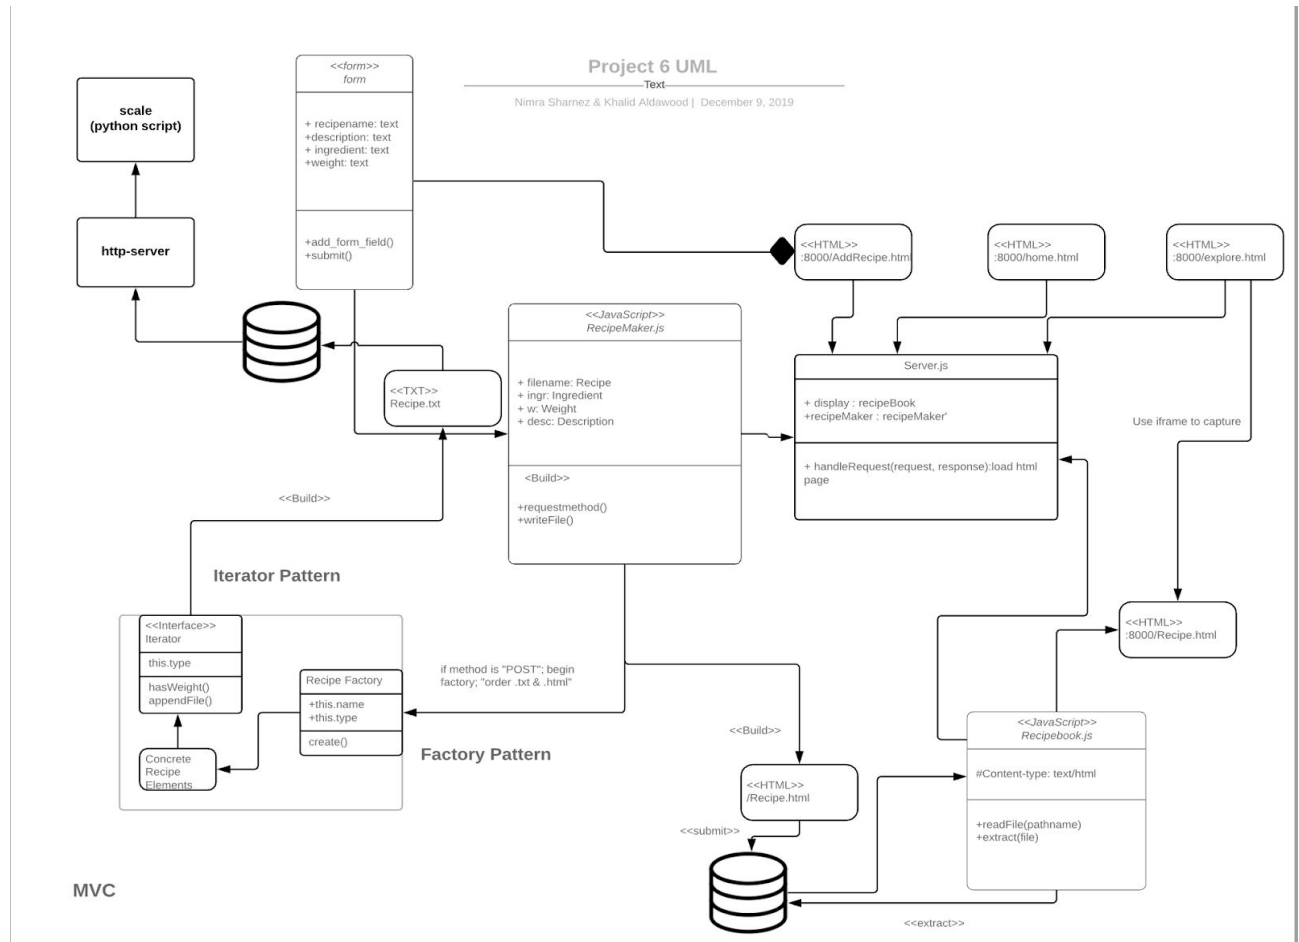 Project 6 UML
Text
Nimra Sharnez & Khalid Aldawood | December 9, 2019
<<form>>
form
+ recipename: text
+description: text
+ ingredient: text
+weight: text
+add_form_field()
+submit()
scale
(python script)
http-server
<<HTML>>
:8000/AddRecipe.html
<<HTML>>
:8000/home.html
<<HTML>>
:8000/explore.html
<<JavaScript>>
RecipeMaker.js
+ filename: Recipe
+ ingr: Ingredient
+ w: Weight
+ desc: Description
<Build>>
+requestmethod()
+writeFile()
<<TXT>>
Recipe.txt
Server.js
+ display : recipeBook
+recipeMaker : recipeMaker'
+ handleRequest(request, response):load html
page
Use iframe to capture
<<Build>>
Iterator Pattern
<<Interface>>
Iterator
this.type
hasWeight()
appendFile()
Recipe Factory
+this.name
+this.type
create()
Concrete
Recipe
Elements
if method is "POST"; begin
factory; "order .txt & .html"
Factory Pattern
<<Build>>
<<HTML>>
/Recipe.html
<<submit>>
<<HTML>>
:8000/Recipe.html
<<JavaScript>>
Recipebook.js
#Content-type: text/html
+readFile(pathname)
+extract(file)
<<extract>>
MVC